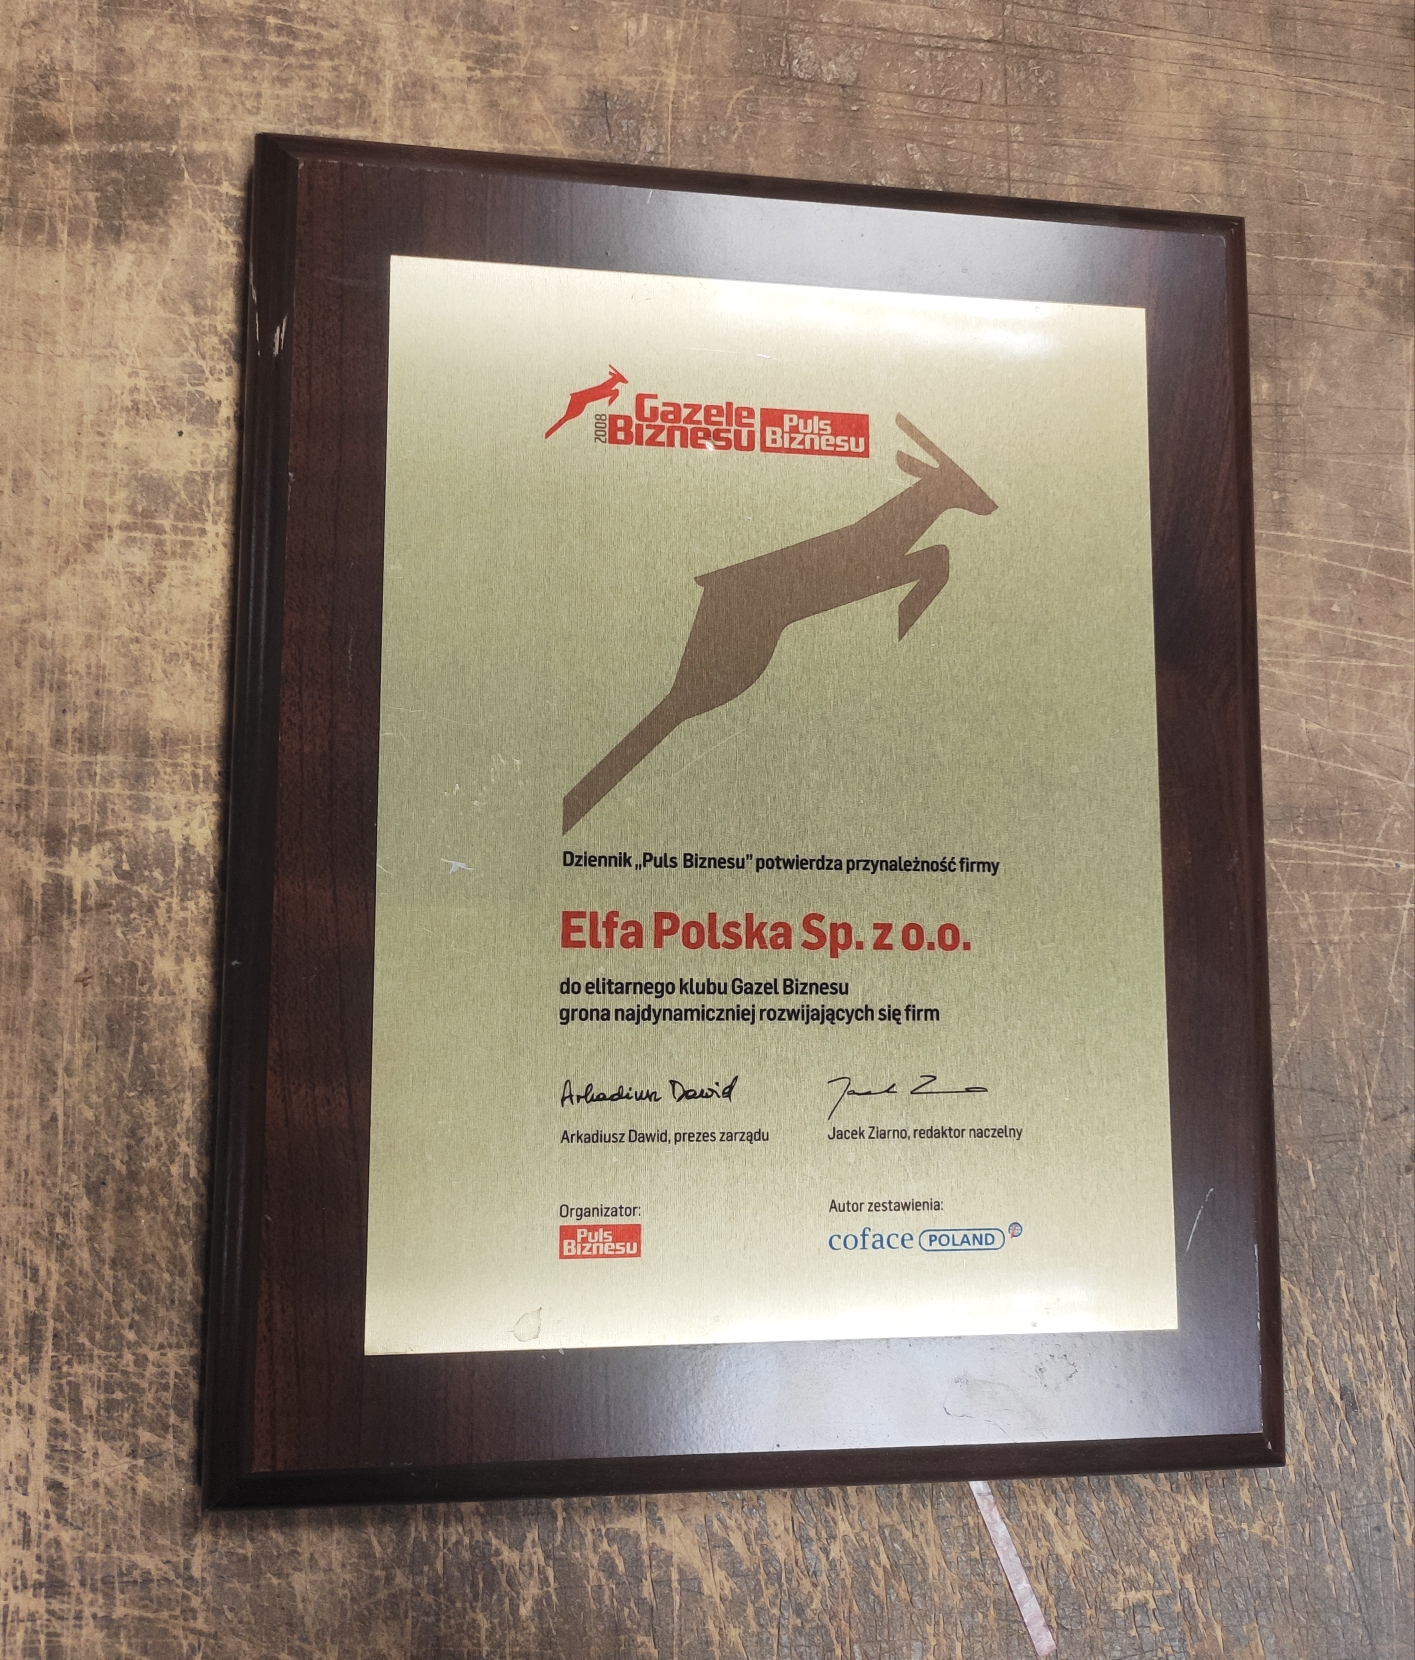 2008
Gazele
Biznesu
Puls
Biznesu
Dziennik „Puls Biznesu” potwierdza przynależność firmy
Elfa Polska Sp. z o.o.
do elitarnego klubu Gazel Biznesu
grona najdynamiczniej rozwijających się firm
Arkadiusz Dawid
Jacek Z
Arkadiusz Dawid, prezes zarządu
Jacek Ziarno, redaktor naczelny
Organizator:
Puls
Biznesu
Autor zestawienia:
coface POLAND